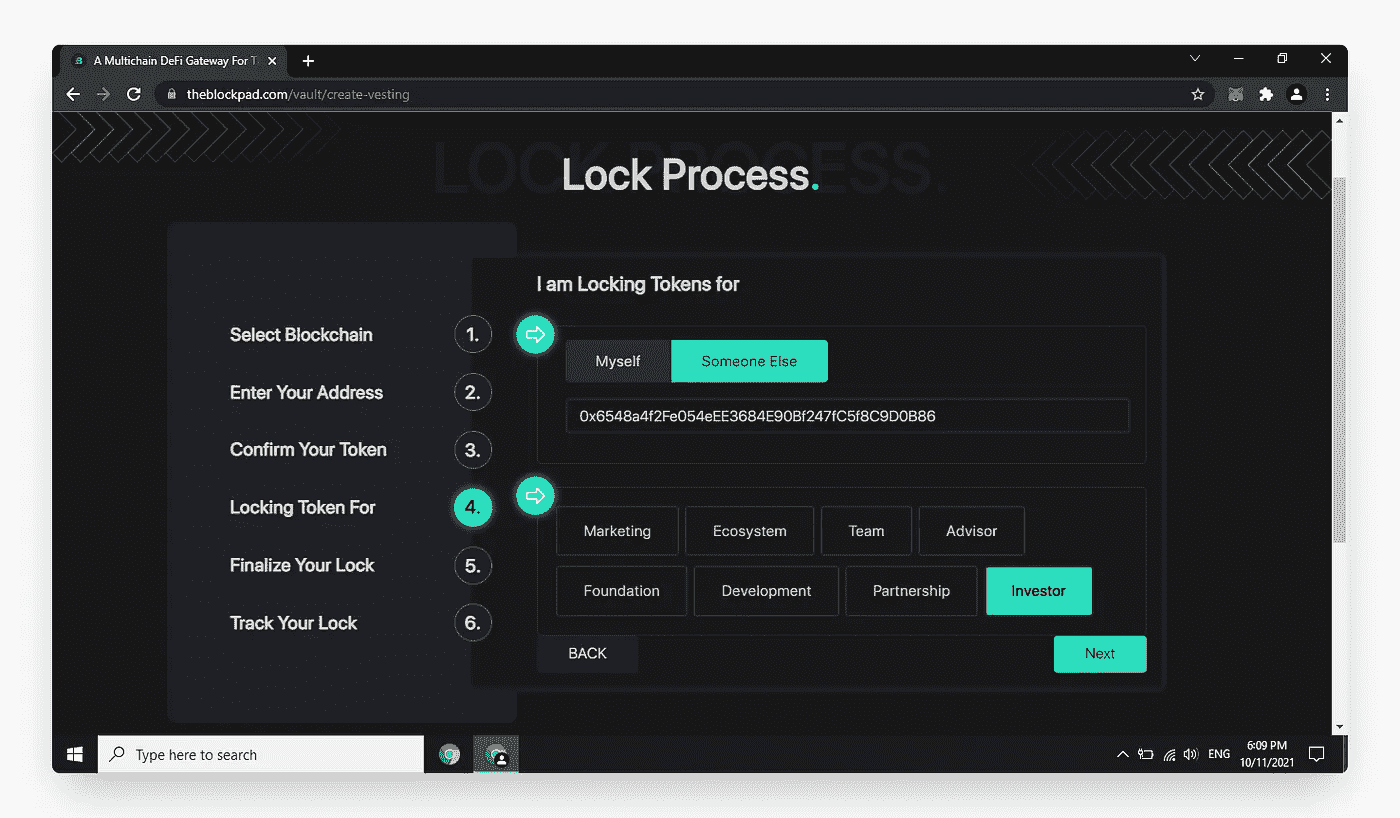 A Multichain DeFi Gateway For T
theblockpad.com/vault/create-vesting
LOCK PROCESS.
Lock Process.
I am Locking Tokens for
Select Blockchain 1.
Enter Your Address 2.
Confirm Your Token 3.
Locking Token For 4.
Finalize Your Lock 5.
Track Your Lock 6.
Myself Someone Else
0x6548a4f2Fe054eEE3684E90Bf247fC5f8C9D0B86
Marketing Ecosystem Team Advisor
Foundation Development Partnership Investor
BACK Next
Type here to search
ENG
6:09 PM
10/11/2021